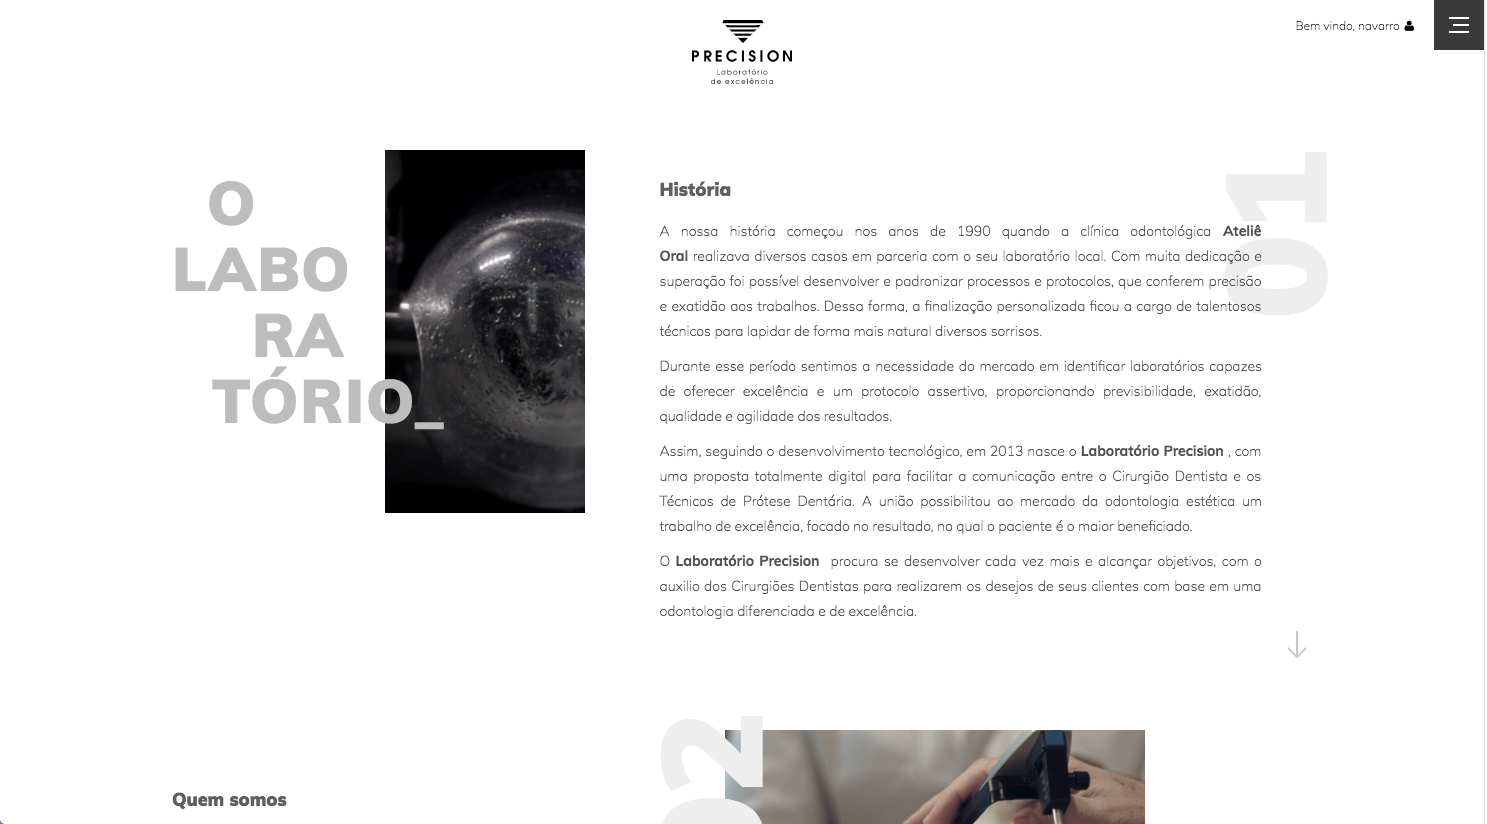 PRECISION
Laboratório
de excelência
Bem vindo, navarro
O
LABO
RA
TÓRIO_
01
História
A nossa história começou nos anos de 1990 quando a clínica odontológica Ateliê
Oral realizava diversos casos em parceria com o seu laboratório local. Com muita dedicação e
superação foi possível desenvolver e padronizar processos e protocolos, que conferem precisão
e exatidão aos trabalhos. Dessa forma, a finalização personalizada ficou a cargo de talentosos
técnicos para lapidar de forma mais natural diversos sorrisos.
Durante esse período sentimos a necessidade do mercado em identificar laboratórios capazes
de oferecer excelência e um protocolo assertivo, proporcionando previsibilidade, exatidão,
qualidade e agilidade dos resultados.
Assim, seguindo o desenvolvimento tecnológico, em 2013 nasce o Laboratório Precision , com
uma proposta totalmente digital para facilitar a comunicação entre o Cirurgião Dentista e os
Técnicos de Prótese Dentária. A união possibilitou ao mercado da odontologia estética um
trabalho de excelência, focado no resultado, no qual o paciente é o maior beneficiado.
O Laboratório Precision procura se desenvolver cada vez mais e alcançar objetivos, com o
auxilio dos Cirurgiões Dentistas para realizarem os desejos de seus clientes com base em uma
odontologia diferenciada e de excelência.
02
Quem somos